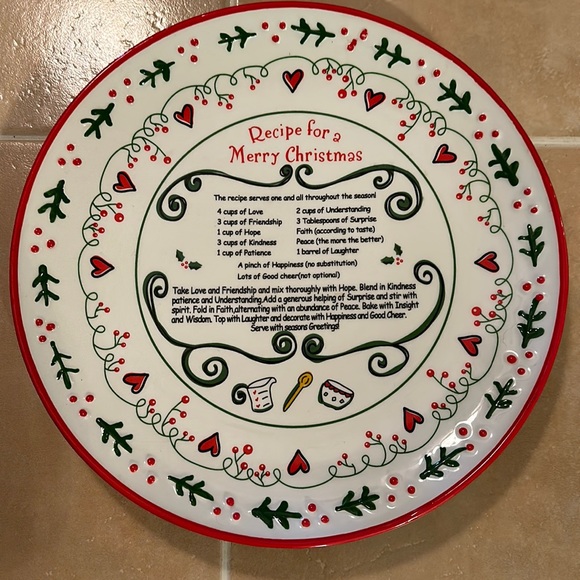 Recipe for a
Merry Christmas
The recipe serves one and all throughout the season!
4 cups of Love 2 cups of Understanding
3 cups of Friendship 3 Tablespoons of Surprise
1 cup of Hope Faith (according to taste)
3 cups of Kindness Peace (the more the better)
1 cup of Patience 1 barrel of Laughter
A pinch of Happiness (no substitution)
Lots of Good cheer(not optional)
Take Love and Friendship and mix thoroughly with Hope. Blend in Kindness
patience and Understanding.Add a generous helping of Surprise and stir with
spirit. Fold in Faith,alternating with an abundance of Peace. Bake with Insight
and Wisdom. Top with Laughter and decorate with Happiness and Good Cheer.
Serve with seasons Greetings!